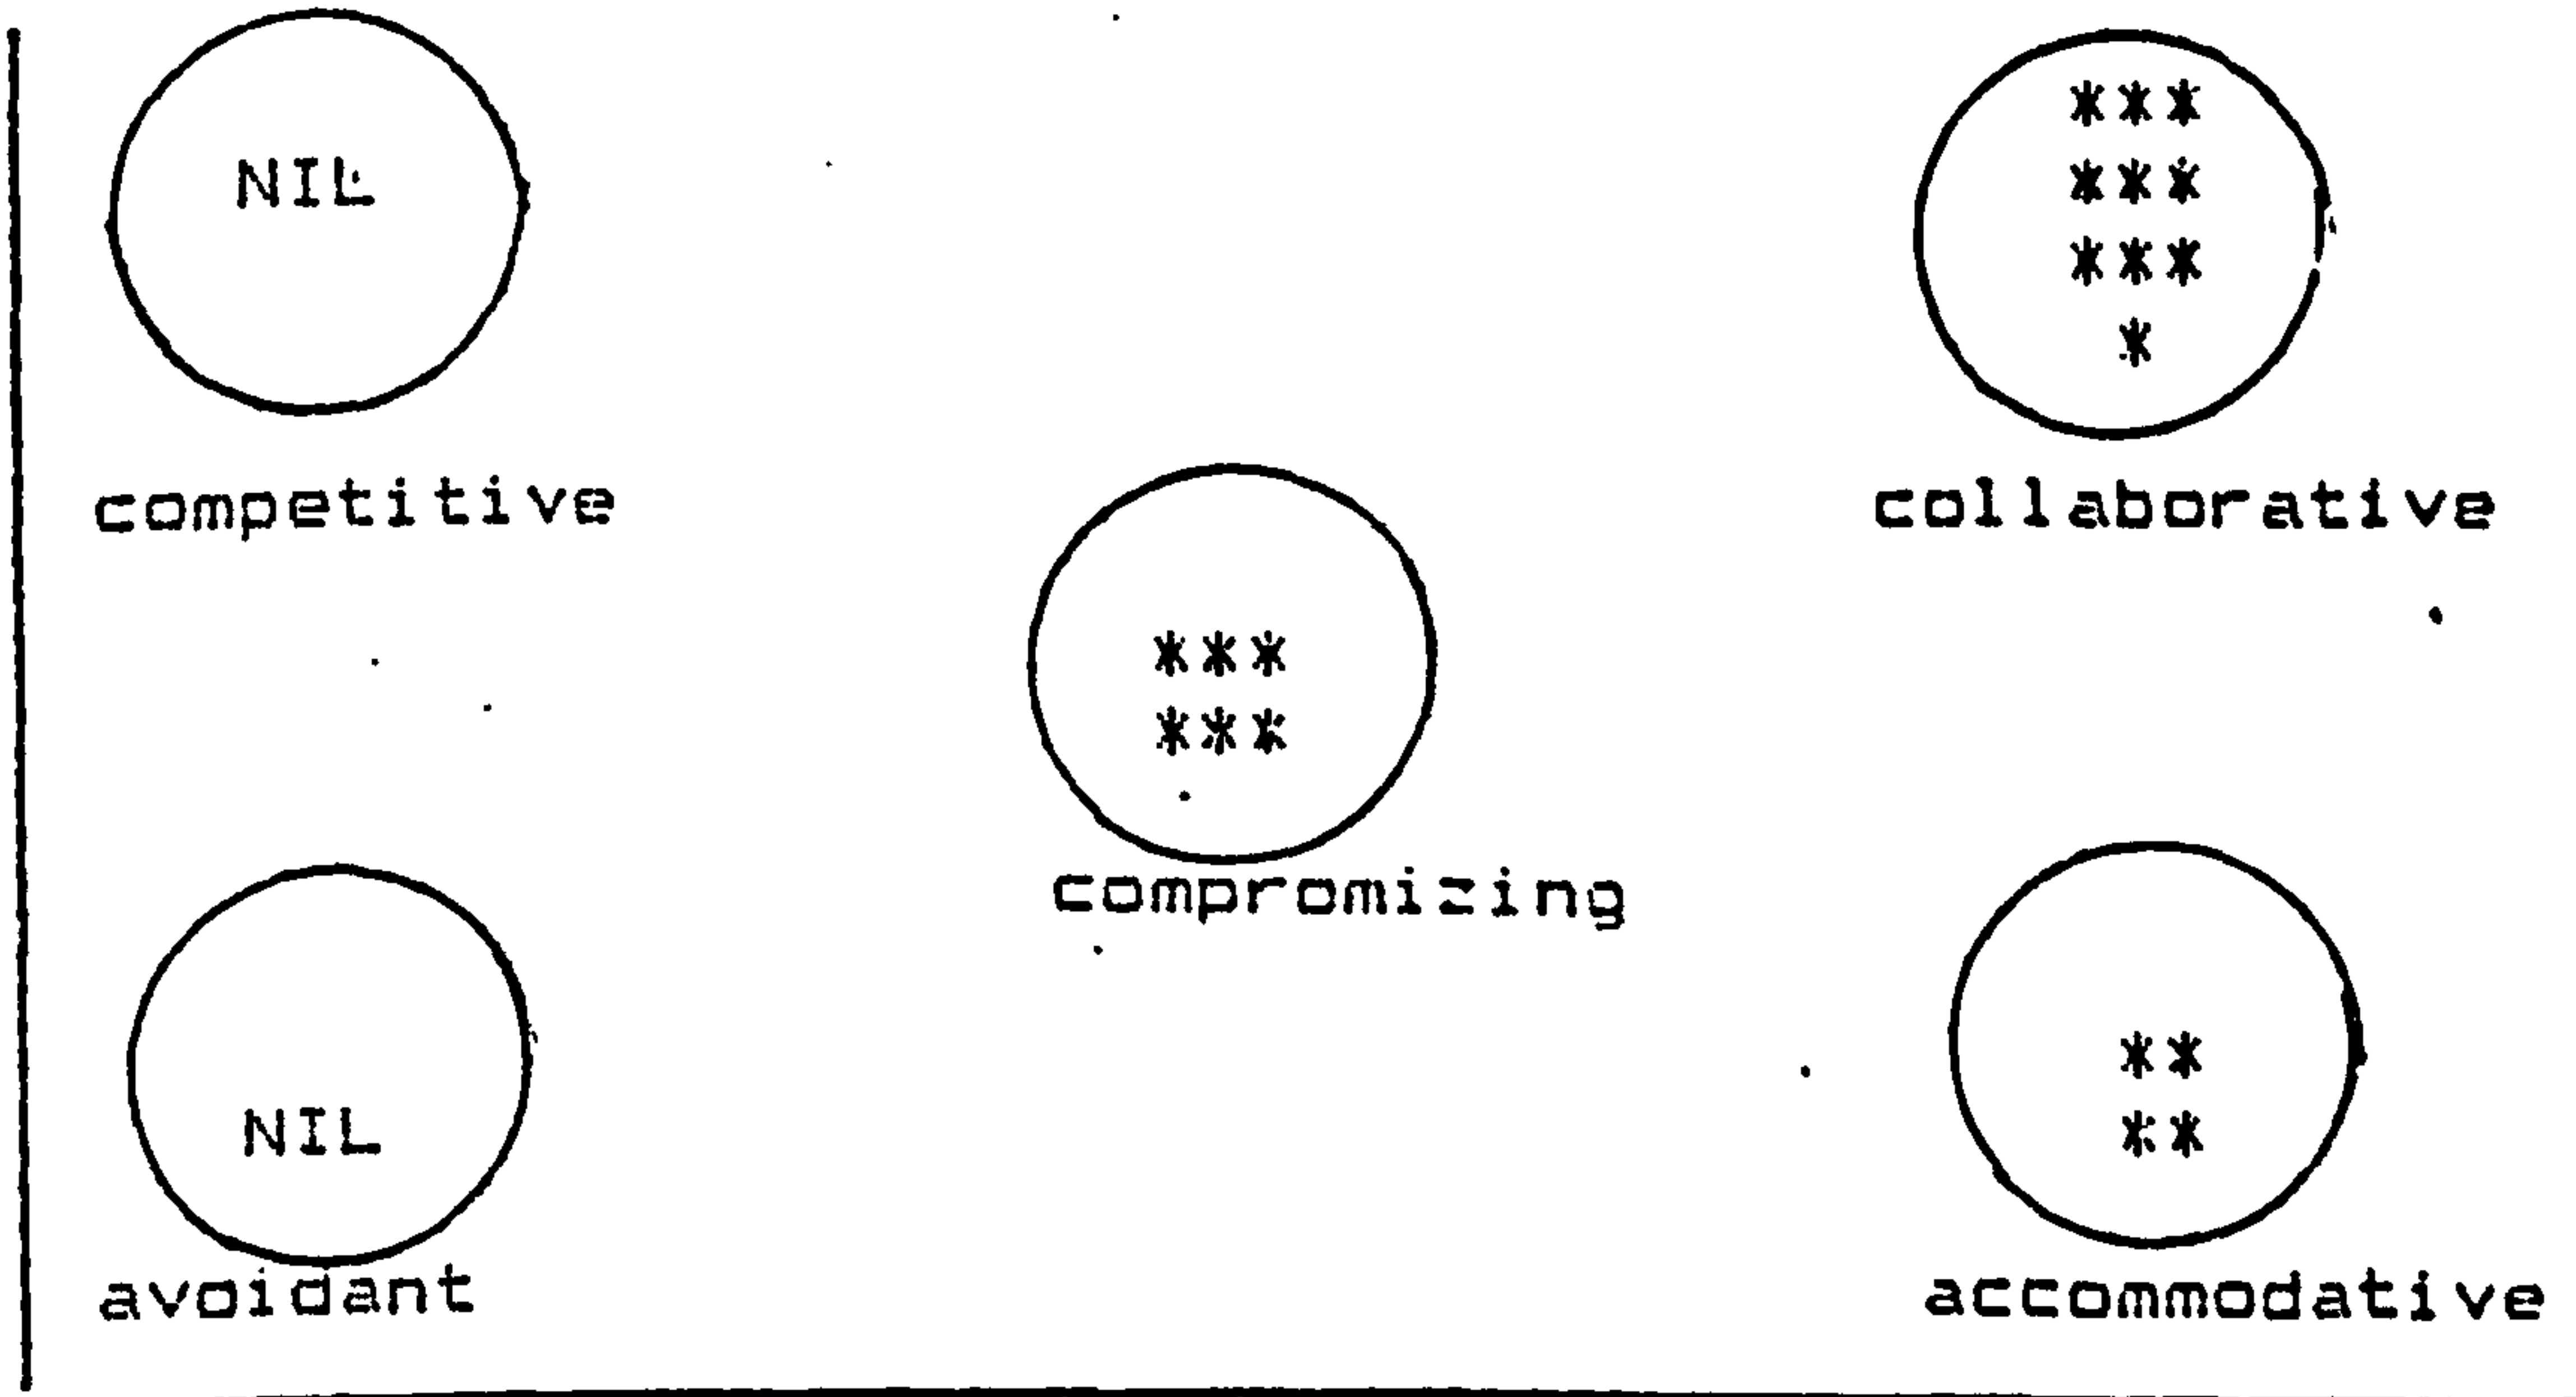 NIL
competitive
***
***
***
*
collaborative
***
***
compromizing
NIL
avoidant
**
**
accommodative